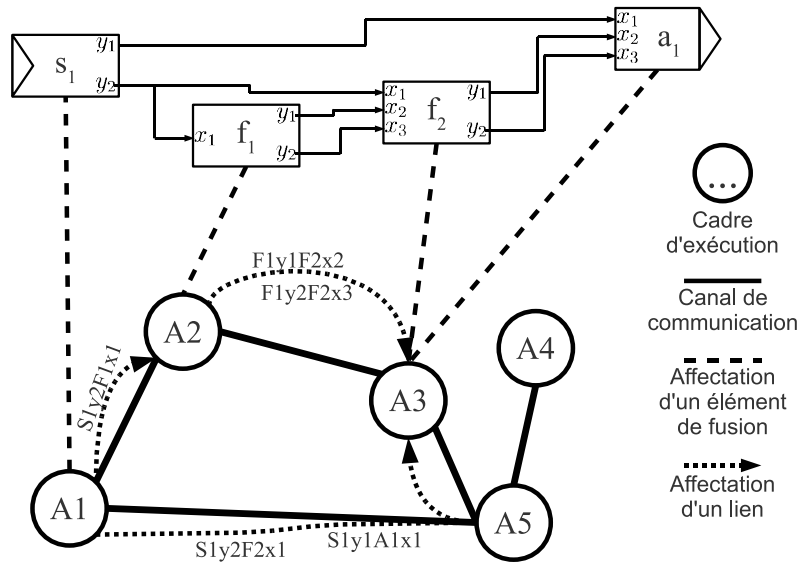 y1
s1
y2
x1
f1
y1
y2
x1
x2
x3
f2
y1
y2
x1
x2
x3
a1
...
Cadre
d'exécution
Canal de
communication
Affectation
d'un élément
de fusion
Affectation
d'un lien
F1y1F2x2
F1y2F2x3
S1y2F1x1
A2
A4
A3
A1
A5
S1y2F2x1
S1y1A1x1